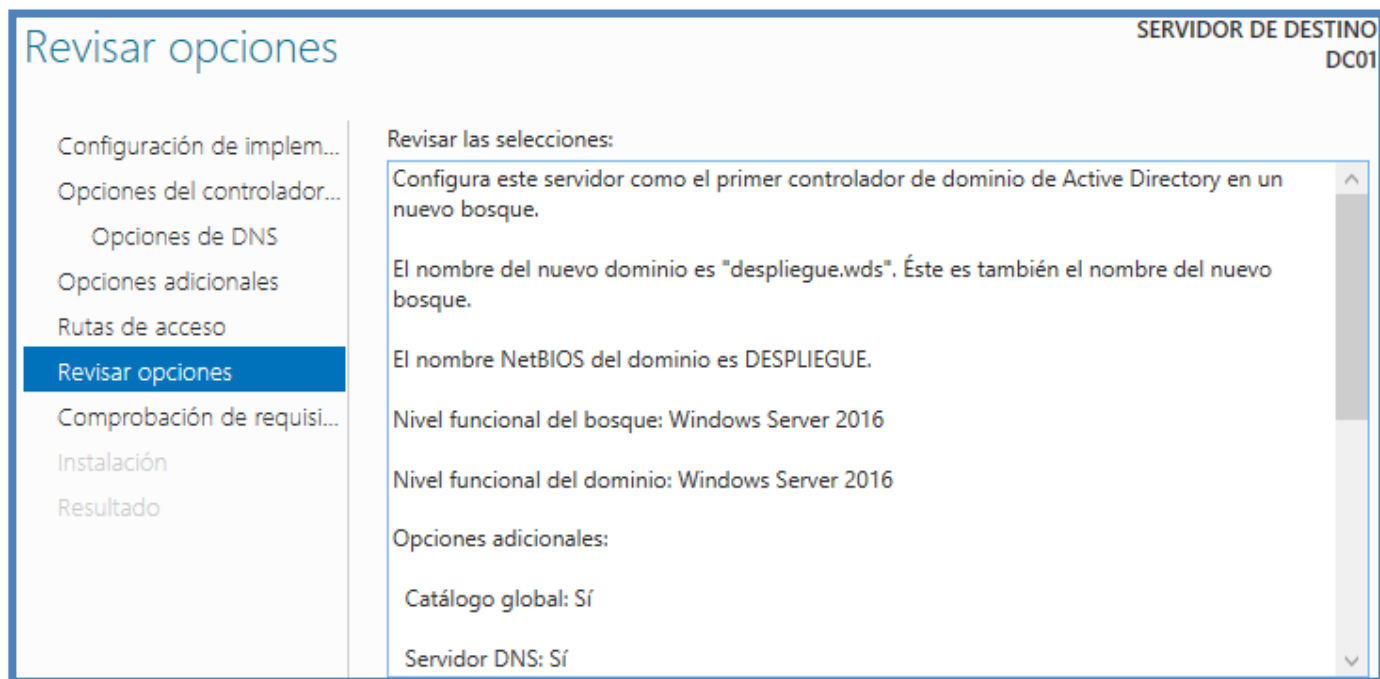 Revisar opciones
SERVIDOR DE DESTINO
DC01
Configuración de implem...
Opciones del controlador...
Opciones de DNS
Opciones adicionales
Rutas de acceso
Revisar opciones
Comprobación de requisi...
Instalación
Resultado
Revisar las selecciones:
Configura este servidor como el primer controlador de dominio de Active Directory en un
nuevo bosque.
El nombre del nuevo dominio es "despliegue.wds". Éste es también el nombre del nuevo
bosque.
El nombre NetBIOS del dominio es DESPLIEGUE.
Nivel funcional del bosque: Windows Server 2016
Nivel funcional del dominio: Windows Server 2016
Opciones adicionales:
Catálogo global: Sí
Servidor DNS: Sí